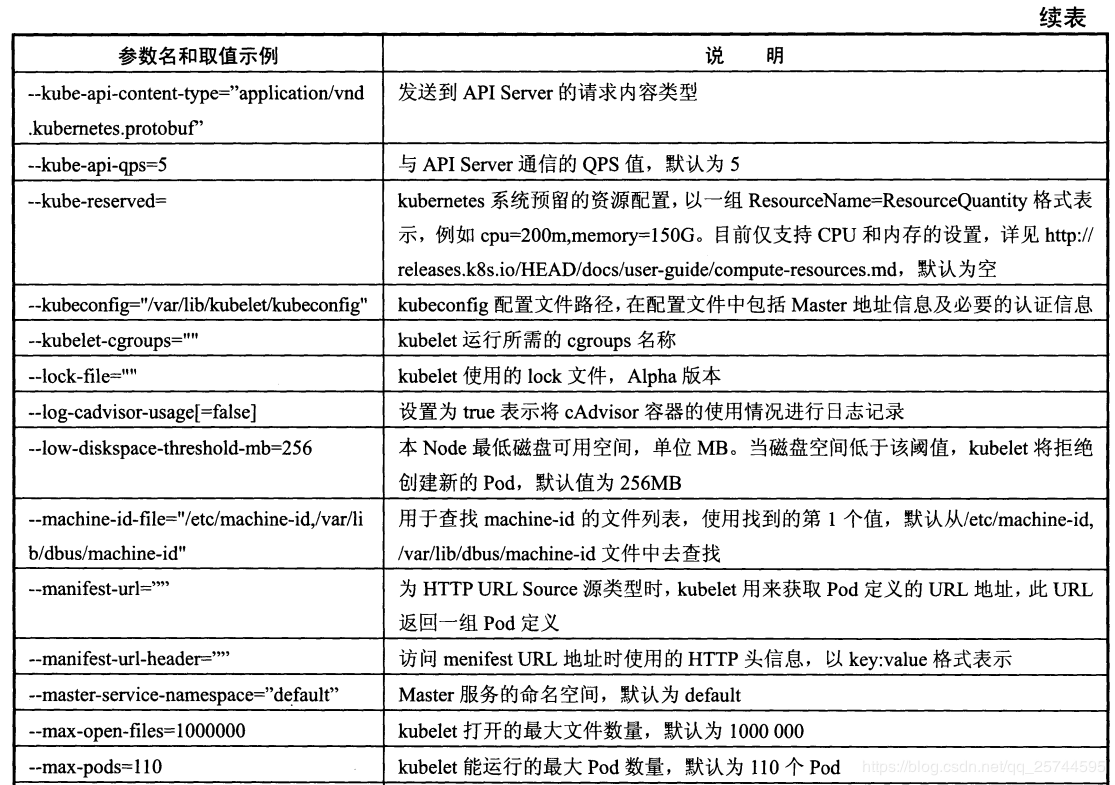 续表
参数名和取值示例 说 明
--kube-api-content-type=”application/vnd 发送到 API Server 的请求内容类型
.kubernetes.protobuf”
--kube-api-qps=5 与 API Server 通信的 QPS 值，默认为 5
--kube-reserved= kubernetes 系统预留的资源配置，以一组 ResourceName=ResourceQuantity 格式表
示，例如 cpu=200m,memory=150G。目前仅支持 CPU 和内存的设置，详见 http://
releases.k8s.io/HEAD/docs/user-guide/compute-resources.md，默认为空
--kubeconfig="/var/lib/kubelet/kubeconfig" kubeconfig 配置文件路径，在配置文件中包括 Master 地址信息及必要的认证信息
--kubelet-cgroups="" kubelet 运行所需的 cgroups 名称
--lock-file="" kubelet 使用的 lock 文件，Alpha 版本
--log-cadvisor-usage[=false] 设置为 true 表示将 cAdvisor 容器的使用情况进行日志记录
--low-diskspace-threshold-mb=256 本 Node 最低磁盘可用空间，单位 MB。当磁盘空间低于该阈值，kubelet 将拒绝
创建新的 Pod，默认值为 256MB
--machine-id-file="/etc/machine-id,/var/li 用于查找 machine-id 的文件列表，使用找到的第 1 个值，默认从/etc/machine-id,
b/dbus/machine-id" /var/lib/dbus/machine-id 文件中去查找
--manifest-url=”” 为 HTTP URL Source 源类型时，kubelet 用来获取 Pod 定义的 URL 地址，此 URL
返回一组 Pod 定义
--manifest-url-header=”” 访问 menifest URL 地址时使用的 HTTP 头信息，以 key:value 格式表示
--master-service-namespace=”default” Master 服务的命名空间，默认为 default
--max-open-files=1000000 kubelet 打开的最大文件数量，默认为 1000 000
--max-pods=110 kubelet 能运行的最大 Pod 数量，默认为 110 个 Pod
https://blog.csdn.net/qq_25744595